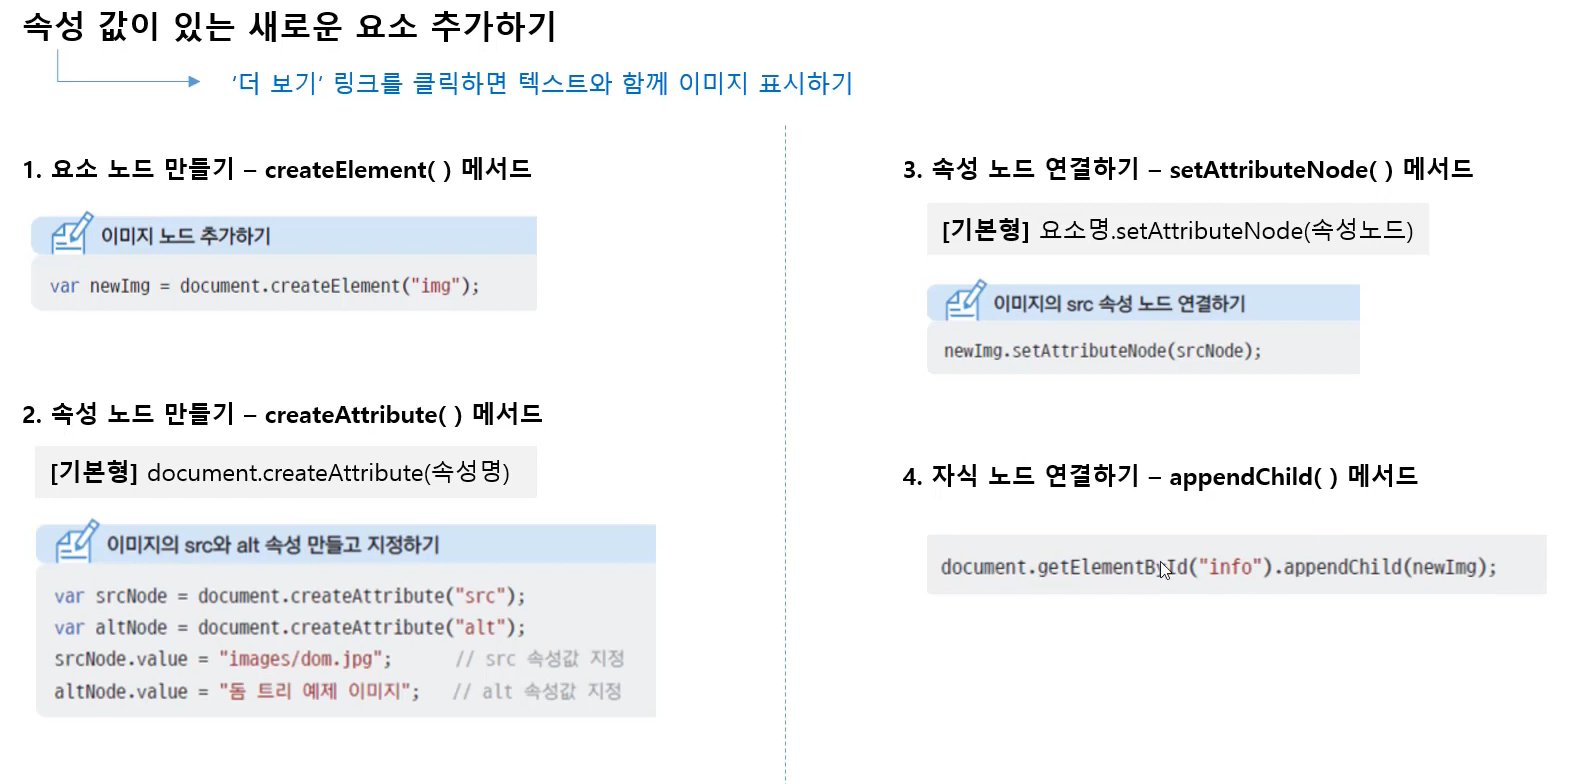 속성 값이 있는 새로운 요소 추가하기
'더 보기' 링크를 클릭하면 텍스트와 함께 이미지 표시하기
1. 요소 노드 만들기 – createElement( ) 메서드
이미지 노드 추가하기
var newImg = document.createElement("img");
2. 속성 노드 만들기 – createAttribute( ) 메서드
[기본형] document.createAttribute(속성명)
이미지의 src와 alt 속성 만들고 지정하기
var srcNode = document.createAttribute("src");
var altNode = document.createAttribute("alt");
srcNode.value = "images/dom.jpg"; // src 속성값 지정
altNode.value = "돔 트리 예제 이미지"; // alt 속성값 지정
3. 속성 노드 연결하기 – setAttributeNode( ) 메서드
[기본형] 요소명.setAttributeNode(속성노드)
이미지의 src 속성 노드 연결하기
newImg.setAttributeNode(srcNode);
4. 자식 노드 연결하기 – appendChild( ) 메서드
document.getElementById("info").appendChild(newImg);